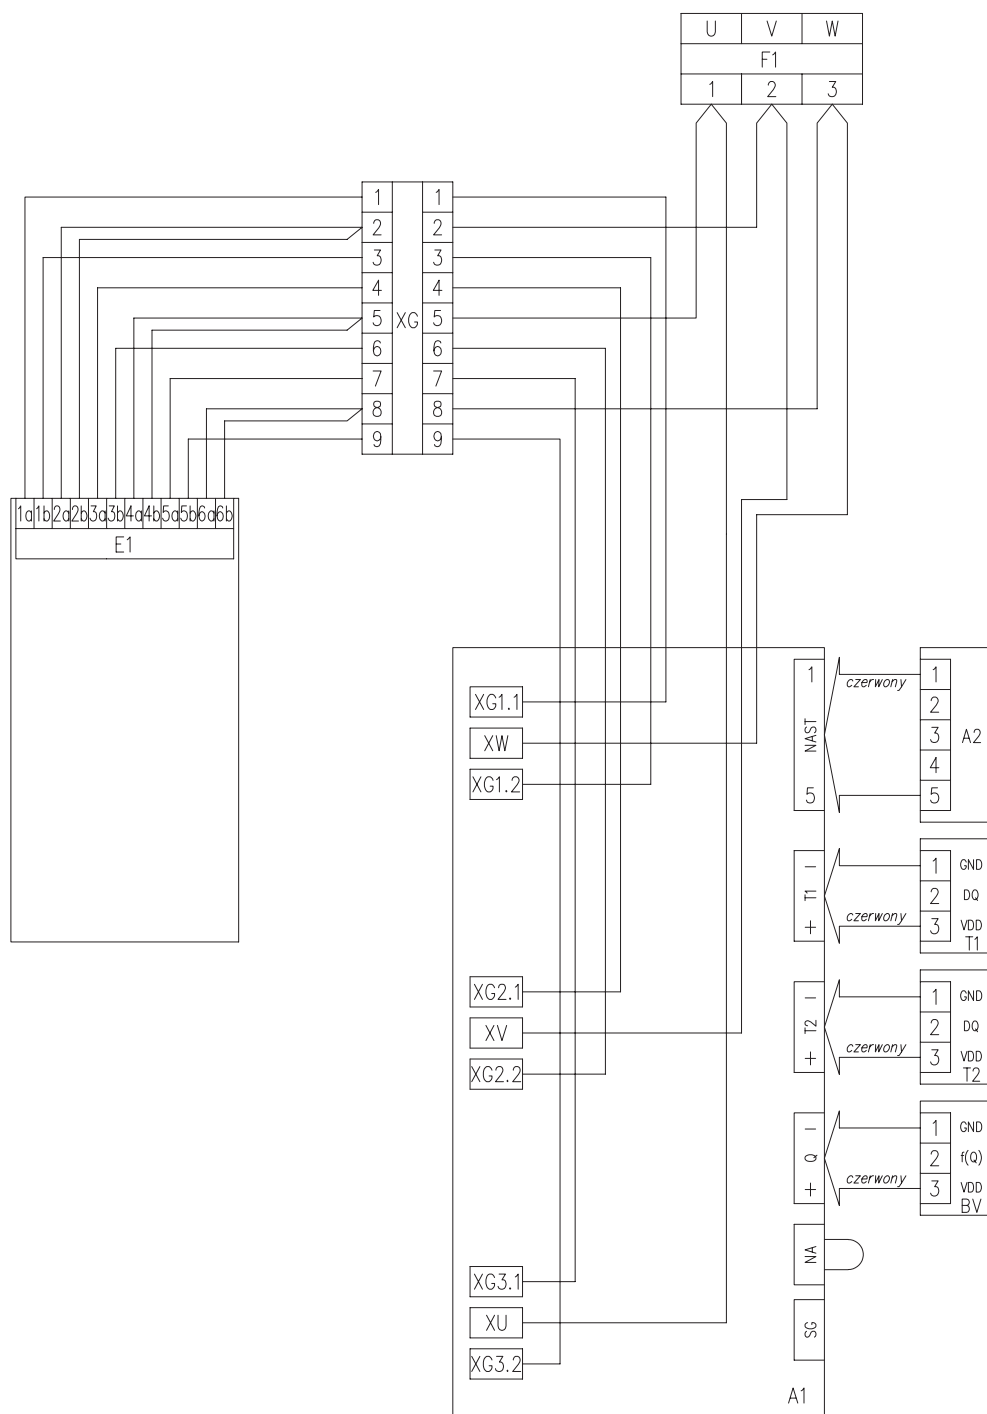 U V W
F1
1 2 3
1 1
2 2
3 3
4 4
5 XG 5
6 6
7 7
8 8
9 9
1a 1b 2a 2b 3a 3b 4a 4b 5a 5b 6a 6b
E1
XG1.1
XW
XG1.2
XG2.1
XV
XG2.2
XG3.1
XU
XG3.2
1
NAST
5
czerwony
1
2
3
4
5
A2
-
T1
+
czerwony
1 GND
2 DQ
3 VDD
T1
-
T2
+
czerwony
1 GND
2 DQ
3 VDD
T2
-
Q
+
czerwony
1 GND
2 f(Q)
3 VDD
BV
NA
SG
A1